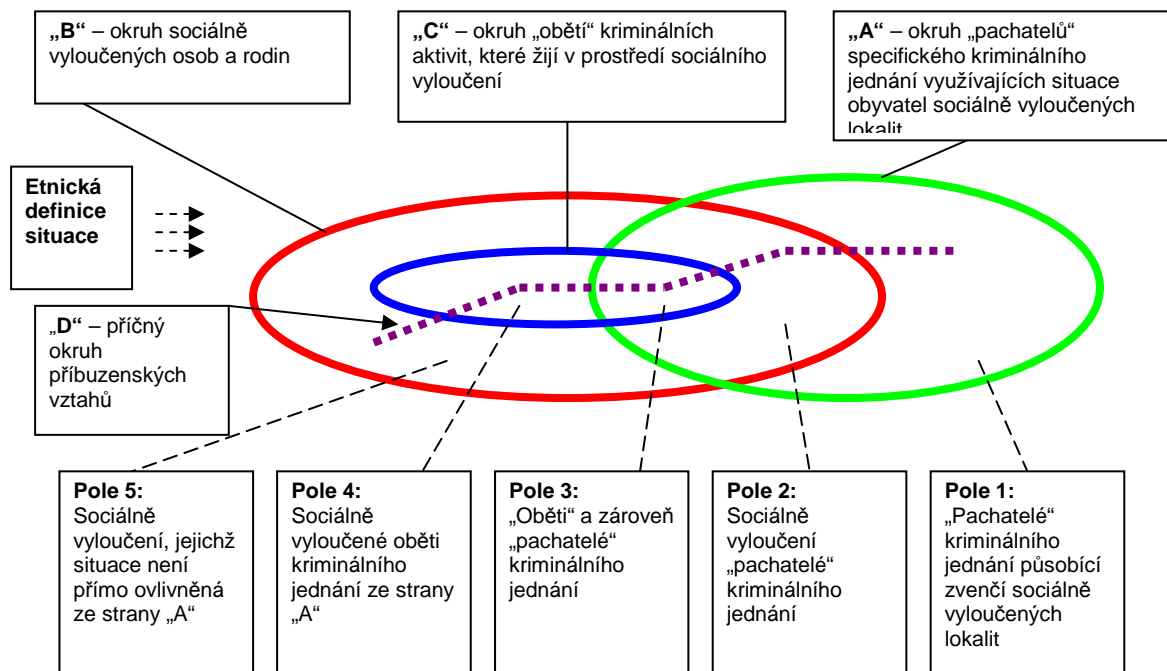 „B“ – okruh sociálně
vyloučených osob a rodin
„C“ – okruh „obětí“ kriminálních
aktivit, které žijí v prostředí sociálního
vyloučení
„A“ – okruh „pachatelů“
specifického kriminálního
jednání využívajících situace
obyvatel sociálně vyloučených
lokalit
Etnická
definice
situace
„D“ – příčný
okruh
příbuzenských
vztahů
Pole 5:
Sociálně
vyloučení, jejichž
situace není
přímo ovlivněná
ze strany „A“
Pole 4:
Sociálně
vyloučené oběti
kriminálního
jednání ze strany
„A“
Pole 3:
„Oběti“ a zároveň
„pachatelé“
kriminálního
jednání
Pole 2:
Sociálně
vyloučení
„pachatelé“
kriminálního
jednání
Pole 1:
„Pachatelé“
kriminálního
jednání působící
zvenčí sociálně
vyloučených
lokalit